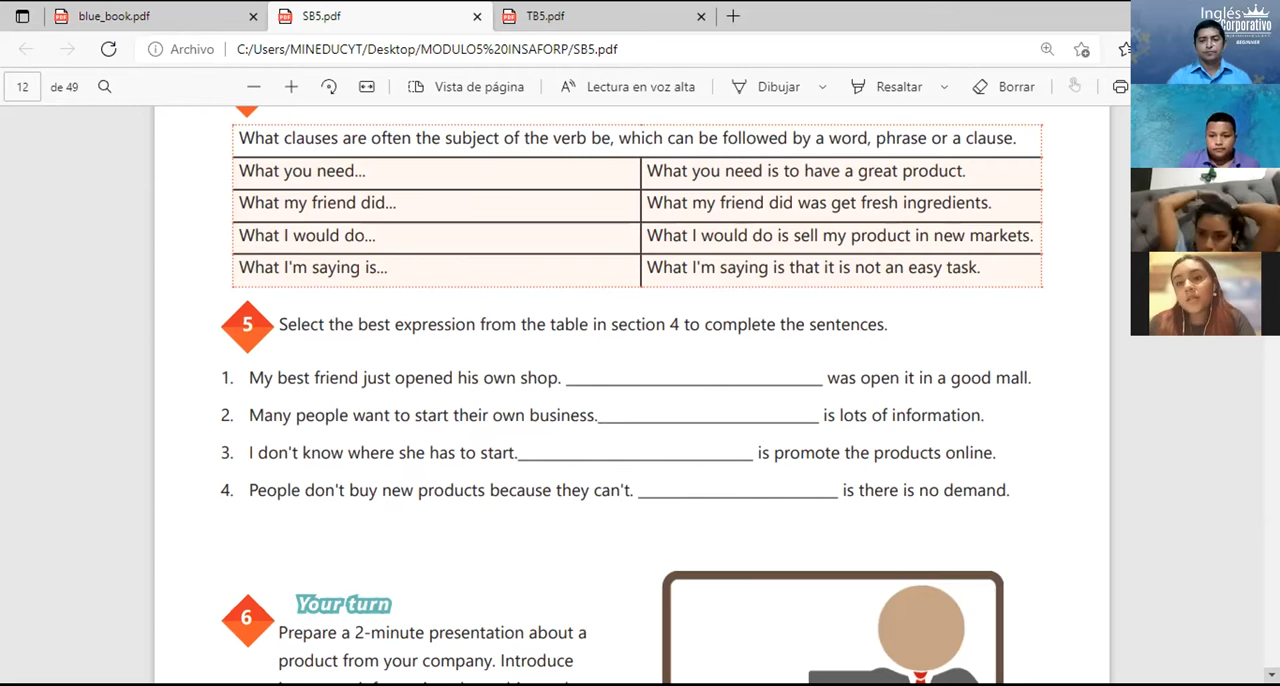 blue_book.pdf
SB5.pdf
TB5.pdf
Archivo
C:/Users/MINEDUCYT/Desktop/MODULO5%20INSAFORP/SB5.pdf
12
de 49
Vista de página
Lectura en voz alta
Dibujar
Resaltar
Borrar
Inglés
Corporativo
BEGINNER
What clauses are often the subject of the verb be, which can be followed by a word, phrase or a clause.
What you need...
What you need is to have a great product.
What my friend did...
What my friend did was get fresh ingredients.
What I would do...
What I would do is sell my product in new markets.
What I'm saying is...
What I'm saying is that it is not an easy task.
5
Select the best expression from the table in section 4 to complete the sentences.
1. My best friend just opened his own shop. ____________________ was open it in a good mall.
2. Many people want to start their own business.____________________ is lots of information.
3. I don't know where she has to start.____________________ is promote the products online.
4. People don't buy new products because they can't. ____________________ is there is no demand.
6
Your turn
Prepare a 2-minute presentation about a
product from your company. Introduce